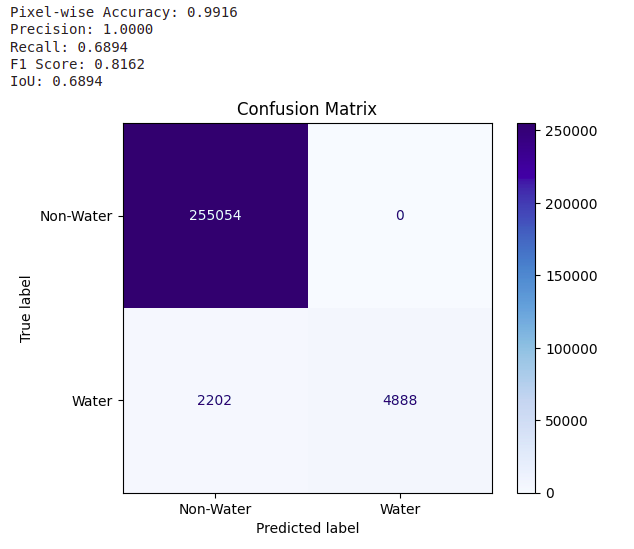 Pixel-wise Accuracy: 0.9916
Precision: 1.0000
Recall: 0.6894
F1 Score: 0.8162
IoU: 0.6894
Confusion Matrix
250000
200000
150000
100000
50000
0
True label
Non-Water
255054
0
Water
2202
4888
Non-Water
Water
Predicted label